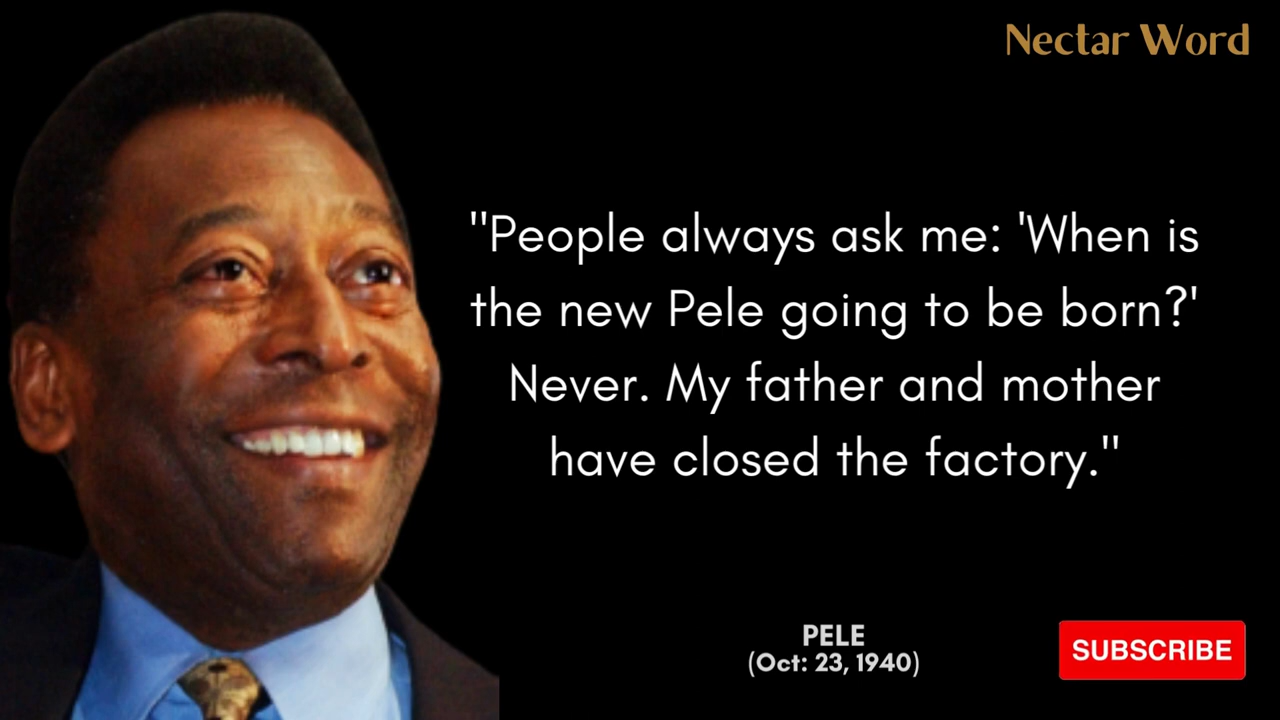 Nectar Word
"People always ask me: 'When is
the new Pele going to be born?'
Never. My father and mother
have closed the factory."
PELE
(Oct: 23, 1940)
SUBSCRIBE